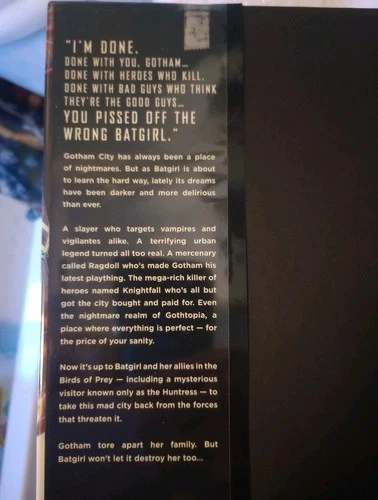 "I'M DONE.
DONE WITH YOU, GOTHAM...
DONE WITH HEROES WHO KILL.
DONE WITH BAD GUYS WHO THINK
THEY'RE THE GOOD GUYS...
YOU PISSED OFF THE
WRONG BATGIRL."
Gotham City has always been a place
of nightmares. But as Batgirl is about
to learn the hard way, lately its dreams
have been darker and more delirious
than ever.
A slayer who targets vampires and
vigilantes alike. A terrifying urban
legend turned all too real. A mercenary
called Ragdoll who's made Gotham his
latest plaything. The mega-rich killer of
heroes named Knightfall who's all but
got the city bought and paid for. Even
the nightmare realm of Gothtopia, a
place where everything is perfect — for
the price of your sanity.
Now it's up to Batgirl and her allies in the
Birds of Prey — including a mysterious
visitor known only as the Huntress — to
take this mad city back from the forces
that threaten it.
Gotham tore apart her family. But
Batgirl won't let it destroy her too...